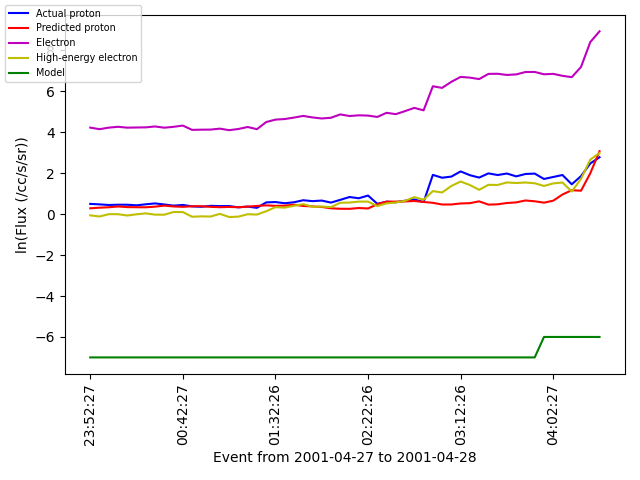 Actual proton
Predicted proton
Electron
High-energy electron
Model
8
6
4
2
0
−2
−4
−6
ln(Flux (/cc/s/sr))
23:52:27
00:42:27
01:32:26
02:22:26
03:12:26
04:02:27
Event from 2001-04-27 to 2001-04-28